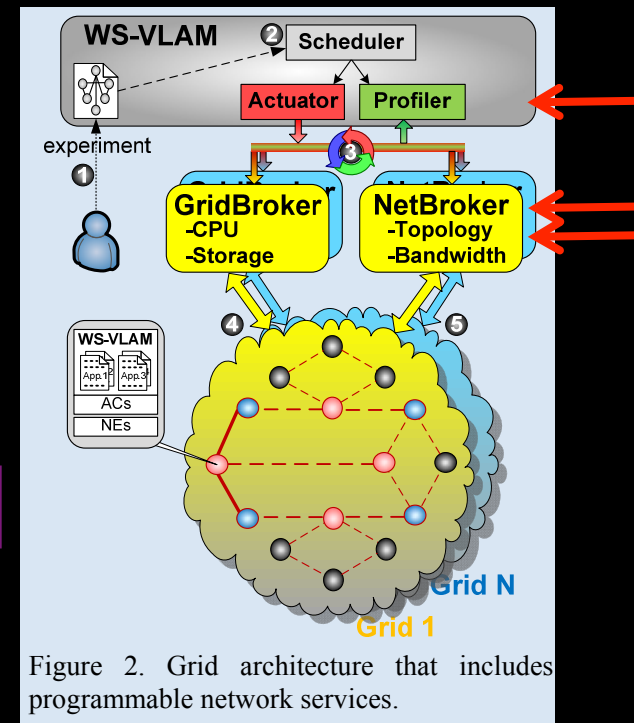 WS-VLAM
2
Scheduler
Actuator
Profiler
experiment
3
1
GridBroker
-CPU
-Storage
NetBroker
-Topology
-Bandwidth
4
5
WS-VLAM
App.1
App.3
ACs
NEs
Grid N
Grid 1
Figure 2. Grid architecture that includes
programmable network services.